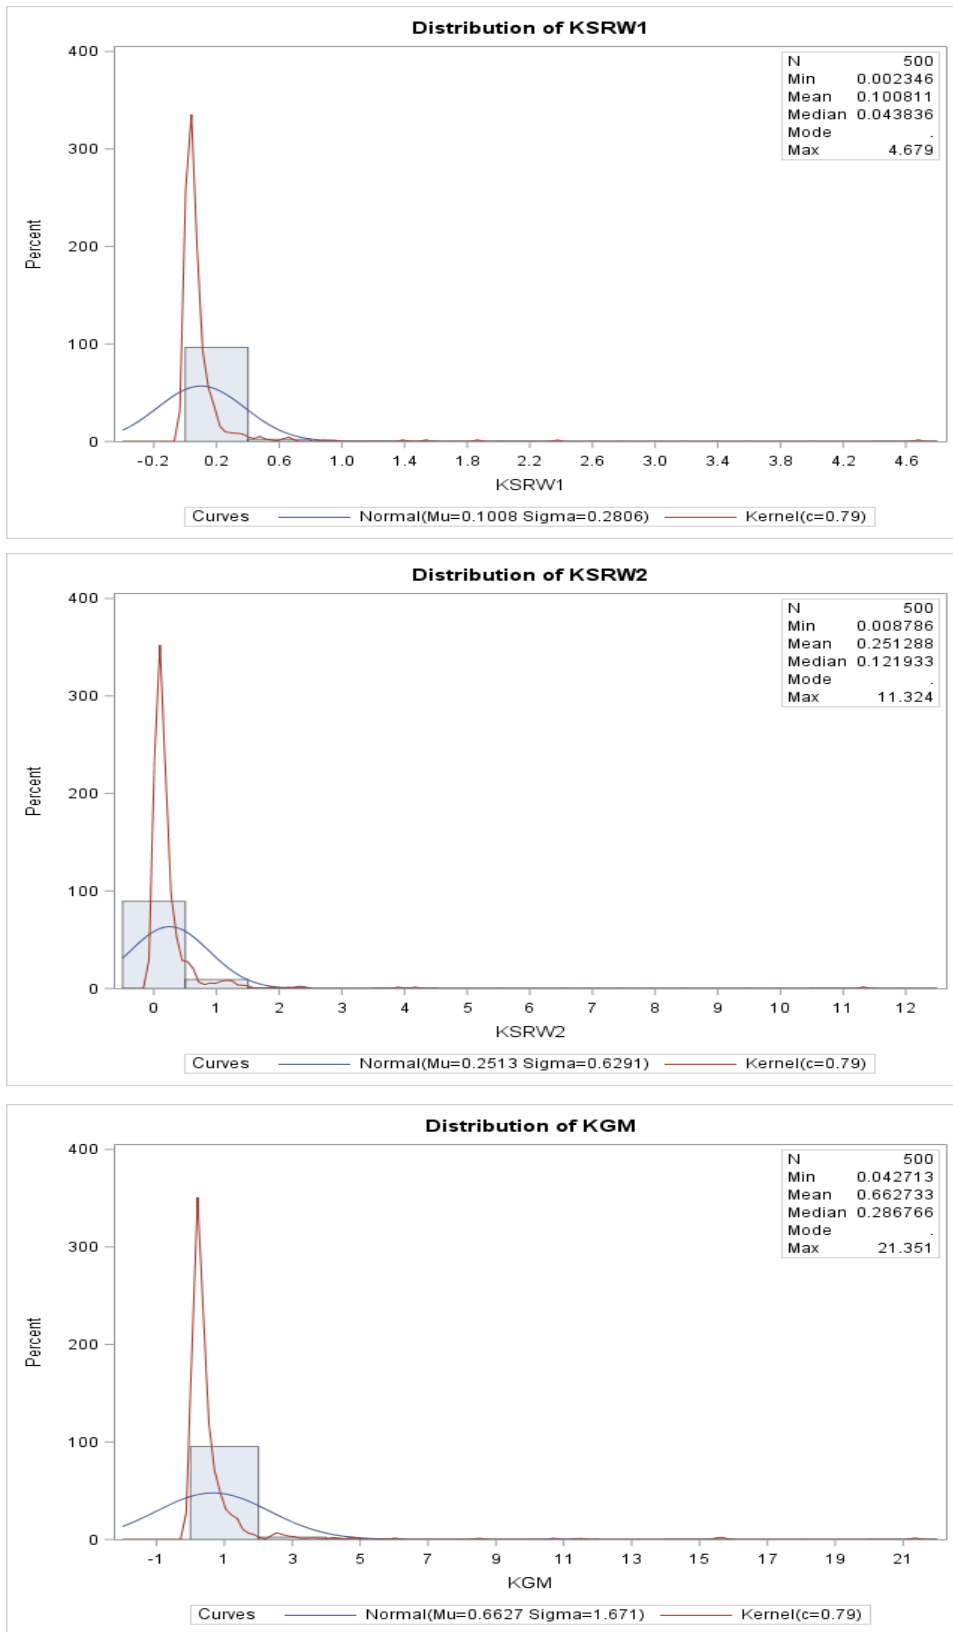 Distribution of KSRW1
400
300
200
100
0
Percent
N 500
Min 0.002346
Mean 0.100811
Median 0.043836
Mode .
Max 4.679
-0.2 0.2 0.6 1.0 1.4 1.8 2.2 2.6 3.0 3.4 3.8 4.2 4.6
KSRW1
Curves Normal(Mu=0.1008 Sigma=0.2806) Kernel(c=0.79)
Distribution of KSRW2
400
300
200
100
0
Percent
N 500
Min 0.008786
Mean 0.251288
Median 0.121933
Mode .
Max 11.324
0 1 2 3 4 5 6 7 8 9 10 11 12
KSRW2
Curves Normal(Mu=0.2513 Sigma=0.6291) Kernel(c=0.79)
Distribution of KGM
400
300
200
100
0
Percent
N 500
Min 0.042713
Mean 0.662733
Median 0.286766
Mode .
Max 21.351
-1 1 3 5 7 9 11 13 15 17 19 21
KGM
Curves Normal(Mu=0.6627 Sigma=1.671) Kernel(c=0.79)